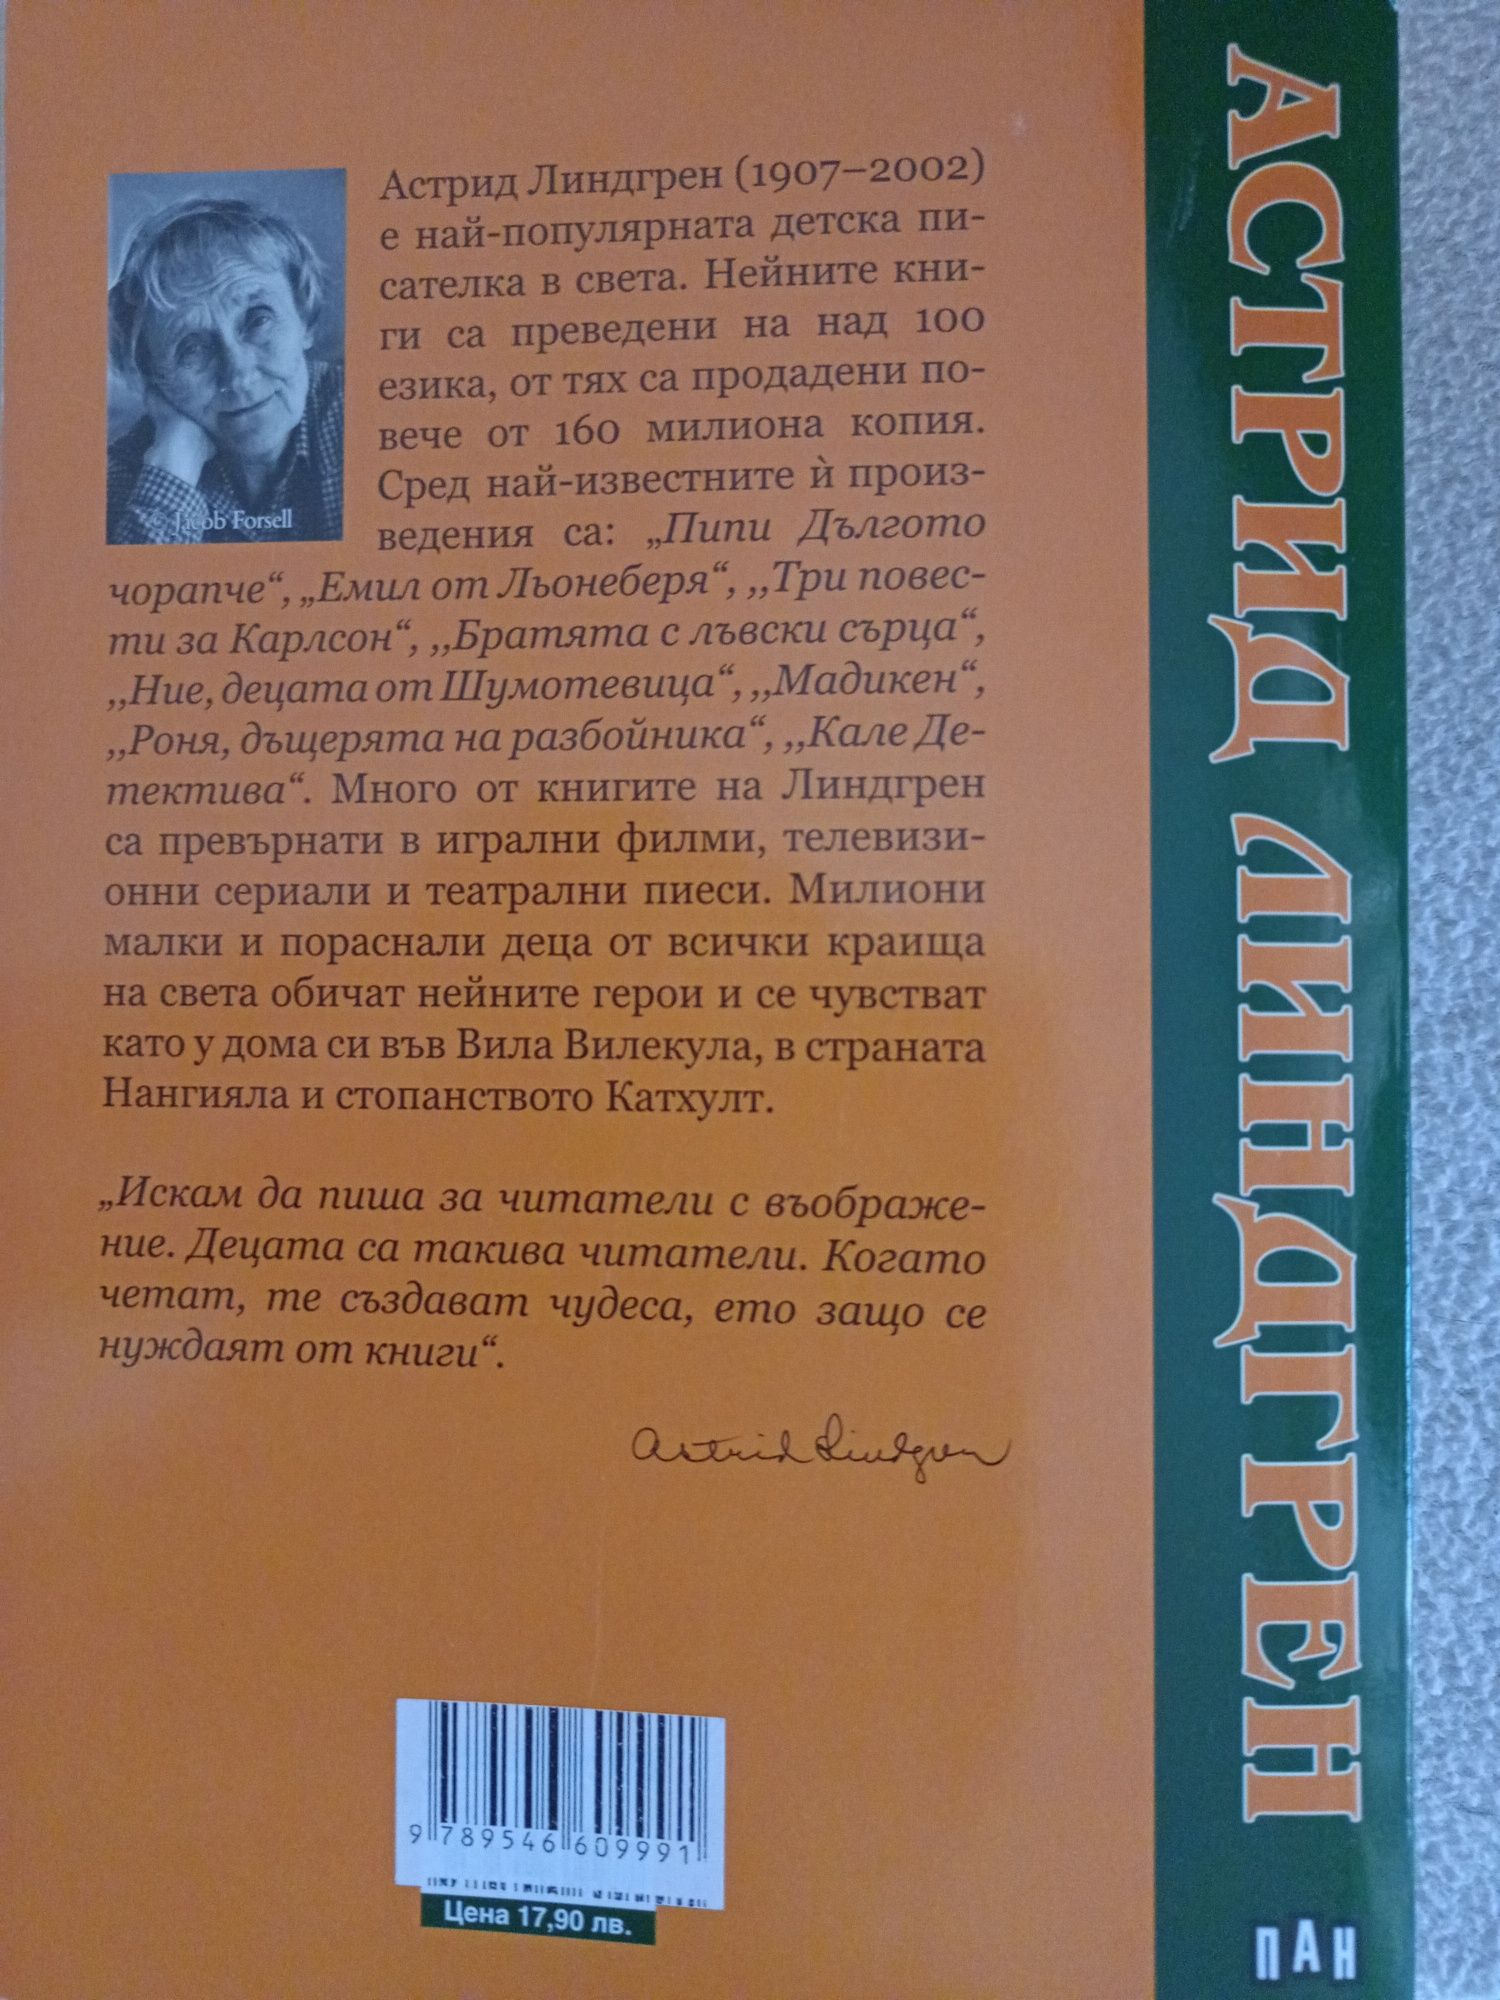 Астрид Линдгрен (1907–2002)
е най-популярната детска пи-
сателка в света. Нейните кни-
ги са преведени на над 100
езика, от тях са продадени по-
вече от 160 милиона копия.
Сред най-известните ѝ произ-
ведения са: „Пипи Дългото
чорапче“, „Емил от Льонеберя“, ,,Три повес-
ти за Карлсон“, ,,Братята с лъвски сърца“,
,,Ние, децата от Шумотевица“, ,,Мадикен“,
,,Роня, дъщерята на разбойника“, ,,Кале Де-
тектива“. Много от книгите на Линдгрен
са превърнати в игрални филми, телевизи-
онни сериали и театрални пиеси. Милиони
малки и пораснали деца от всички краища
на света обичат нейните герои и се чувстват
като у дома си във Вила Вилекула, в страната
Нангияла и стопанството Катхулт.
© Jacob Forsell
„Искам да пиша за читатели с въображе-
ние. Децата са такива читатели. Когато
четат, те създават чудеса, ето защо се
нуждаят от книги“.
Astrid Lindgren
9 789546 609991
Цена 17,90 лв.
АСТРИД ЛИНДГРЕН
ПАН